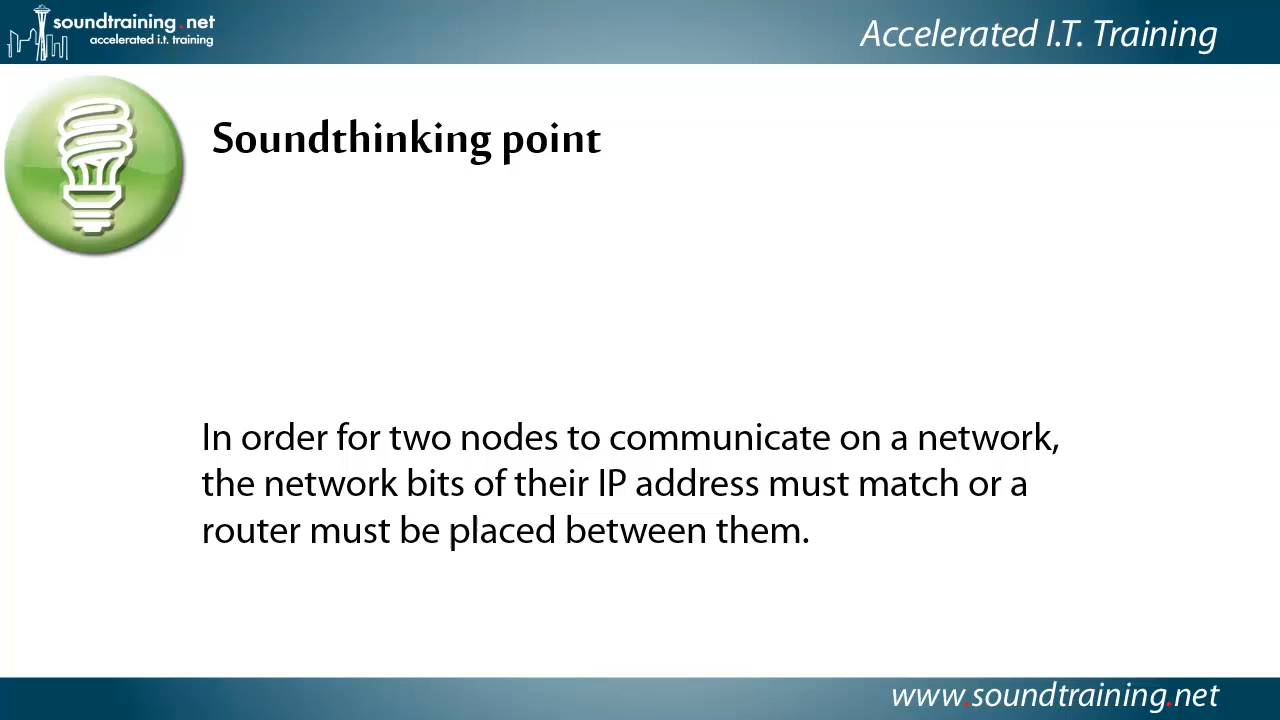 soundtraining.net
accelerated i.t. training
Accelerated I.T. Training
Soundthinking point
In order for two nodes to communicate on a network,
the network bits of their IP address must match or a
router must be placed between them.
www.soundtraining.net